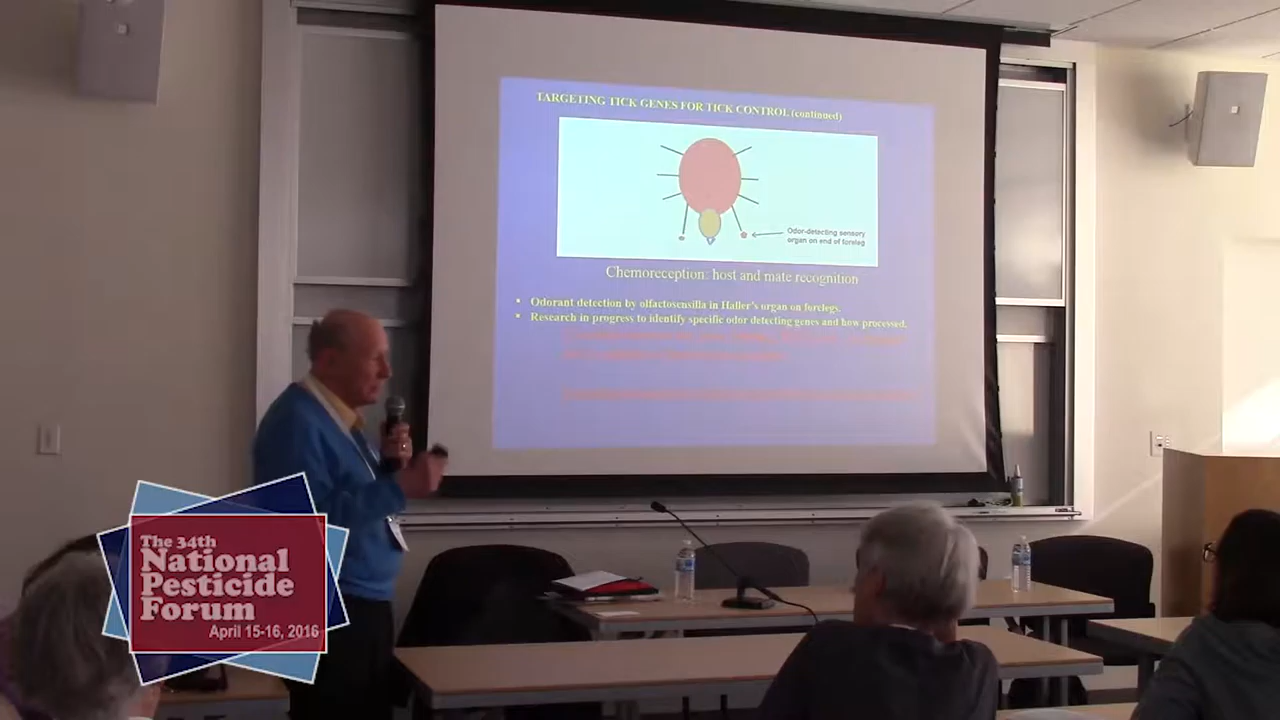 TARGETING TICK GENES FOR TICK CONTROL (continued)
Odor-detecting sensory
organ on end of foreleg
Chemoreception: host and mate recognition
▪ Odorant detection by olfactosensilla in Haller's organ on forelegs.
▪ Research in progress to identify specific odor detecting genes and how processed.
The 34th
National
Pesticide
Forum
April 15-16, 2016